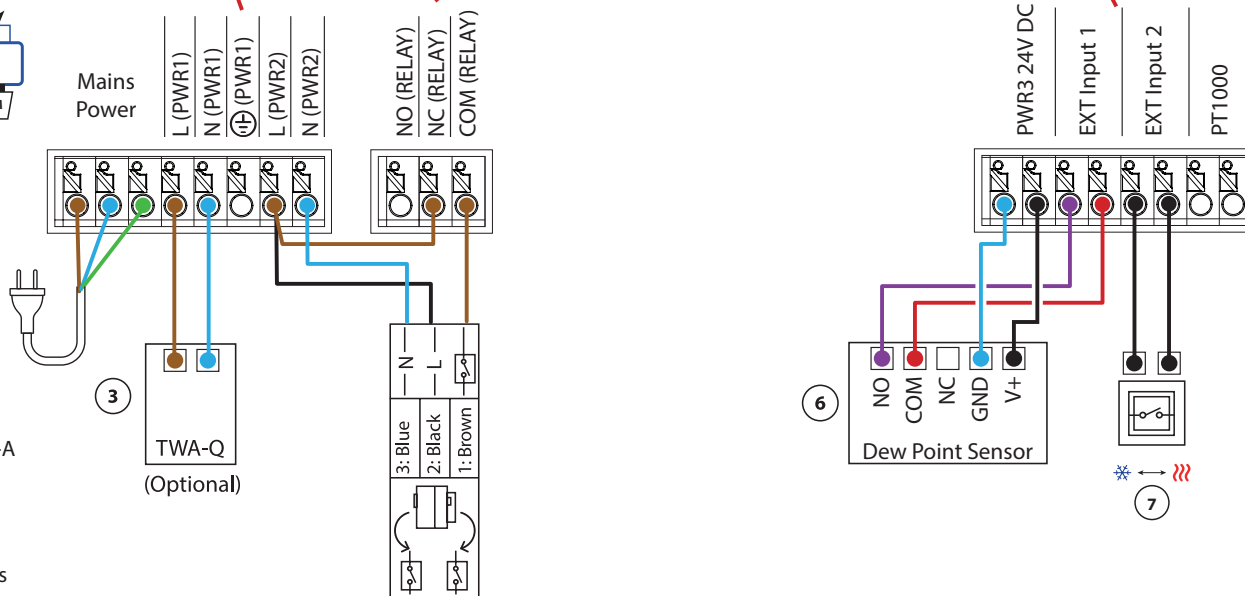 Mains
Power
L (PWR1)
N (PWR1)
(PWR1)
L (PWR2)
N (PWR2)
NO (RELAY)
NC (RELAY)
COM (RELAY)
PWR3 24V DC
EXT Input 1
EXT Input 2
PT1000
3
TWA-Q
(Optional)
-A
s
N
L
3: Blue
2: Black
1: Brown
6
NO
COM
NC
GND
V+
Dew Point Sensor
7